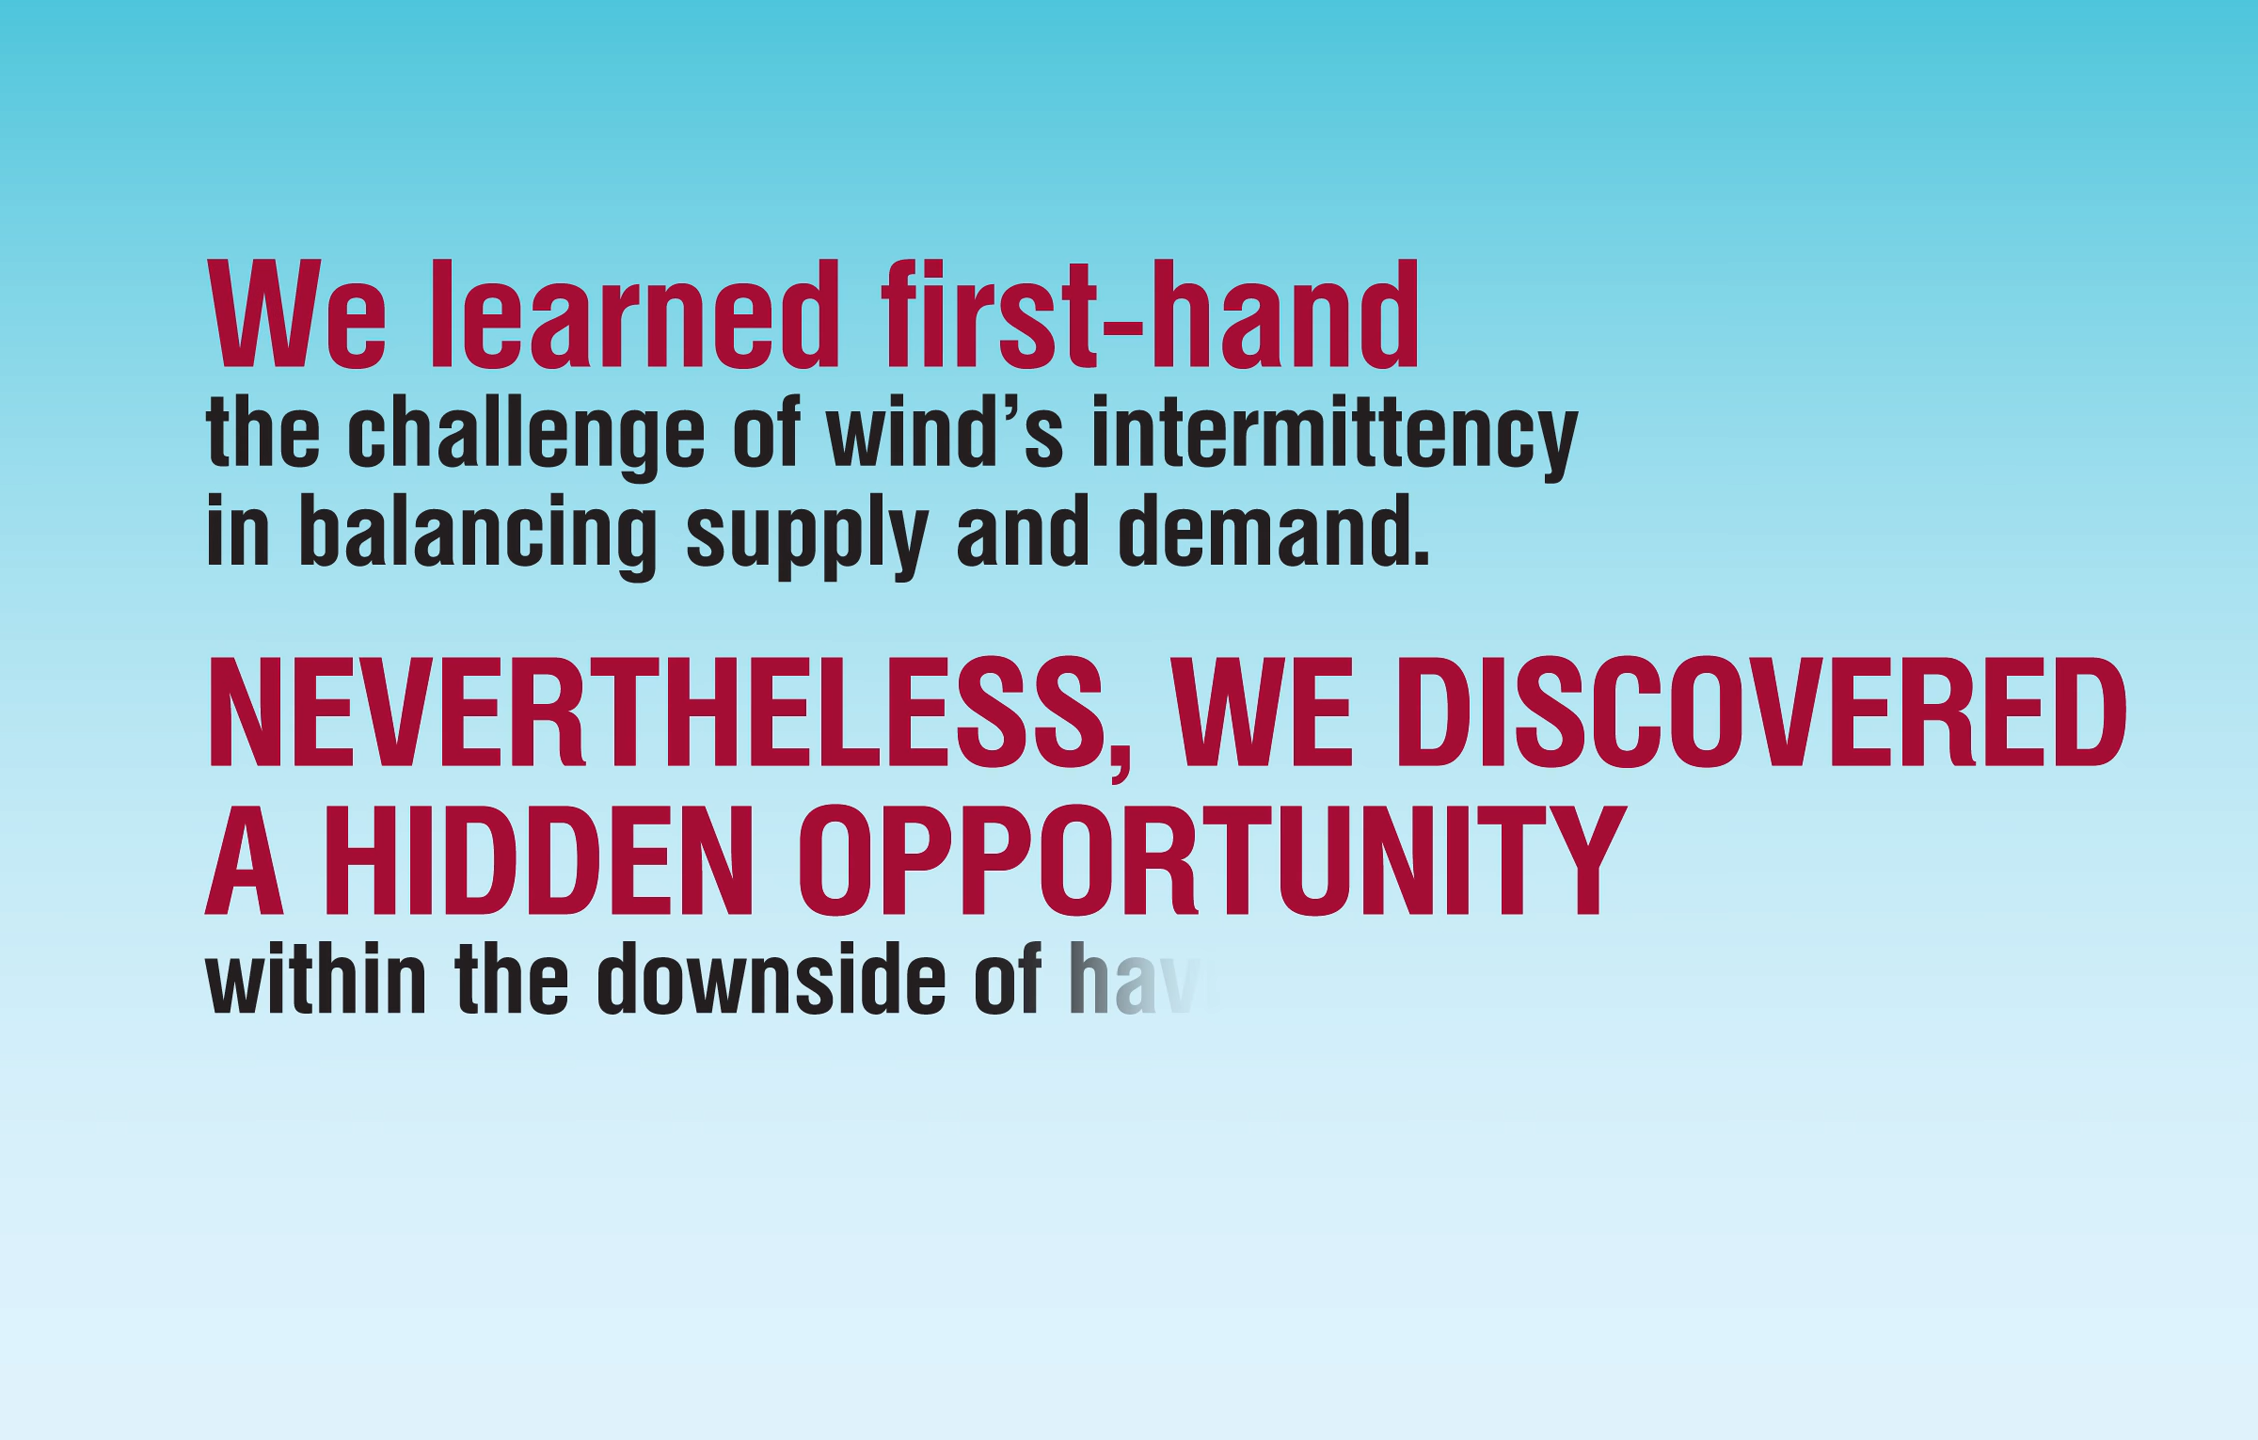 We learned first-hand
the challenge of wind’s intermittency
in balancing supply and demand.
NEVERTHELESS, WE DISCOVERED
A HIDDEN OPPORTUNITY
within the downside of hav